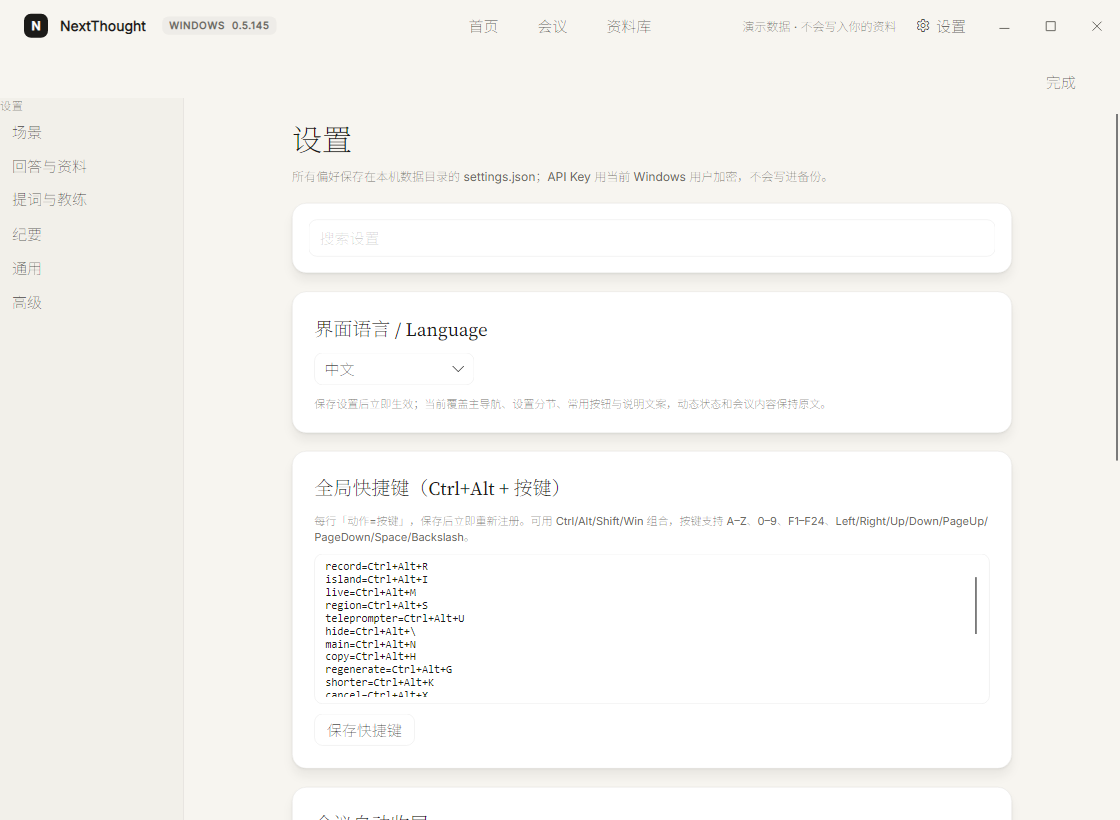 N NextThought WINDOWS 0.5.145 首页 会议 资料库 演示数据 · 不会写入你的资料 设置
完成
设置
场景
回答与资料
提词与教练
纪要
通用
高级
设置
所有偏好保存在本机数据目录的 settings.json；API Key 用当前 Windows 用户加密，不会写进备份。
搜索设置
界面语言 / Language
中文
保存设置后立即生效；当前覆盖主导航、设置分节、常用按钮与说明文案，动态状态和会议内容保持原文。
全局快捷键（Ctrl+Alt + 按键）
每行「动作=按键」，保存后立即重新注册。可用 Ctrl/Alt/Shift/Win 组合，按键支持 A–Z、0–9、F1–F24、Left/Right/Up/Down/PageUp/
PageDown/Space/Backslash。
record=Ctrl+Alt+R
island=Ctrl+Alt+I
live=Ctrl+Alt+M
region=Ctrl+Alt+S
teleprompter=Ctrl+Alt+U
hide=Ctrl+Alt+\
main=Ctrl+Alt+N
copy=Ctrl+Alt+H
regenerate=Ctrl+Alt+G
shorter=Ctrl+Alt+K
cancel=Ctrl+Alt+X
保存快捷键